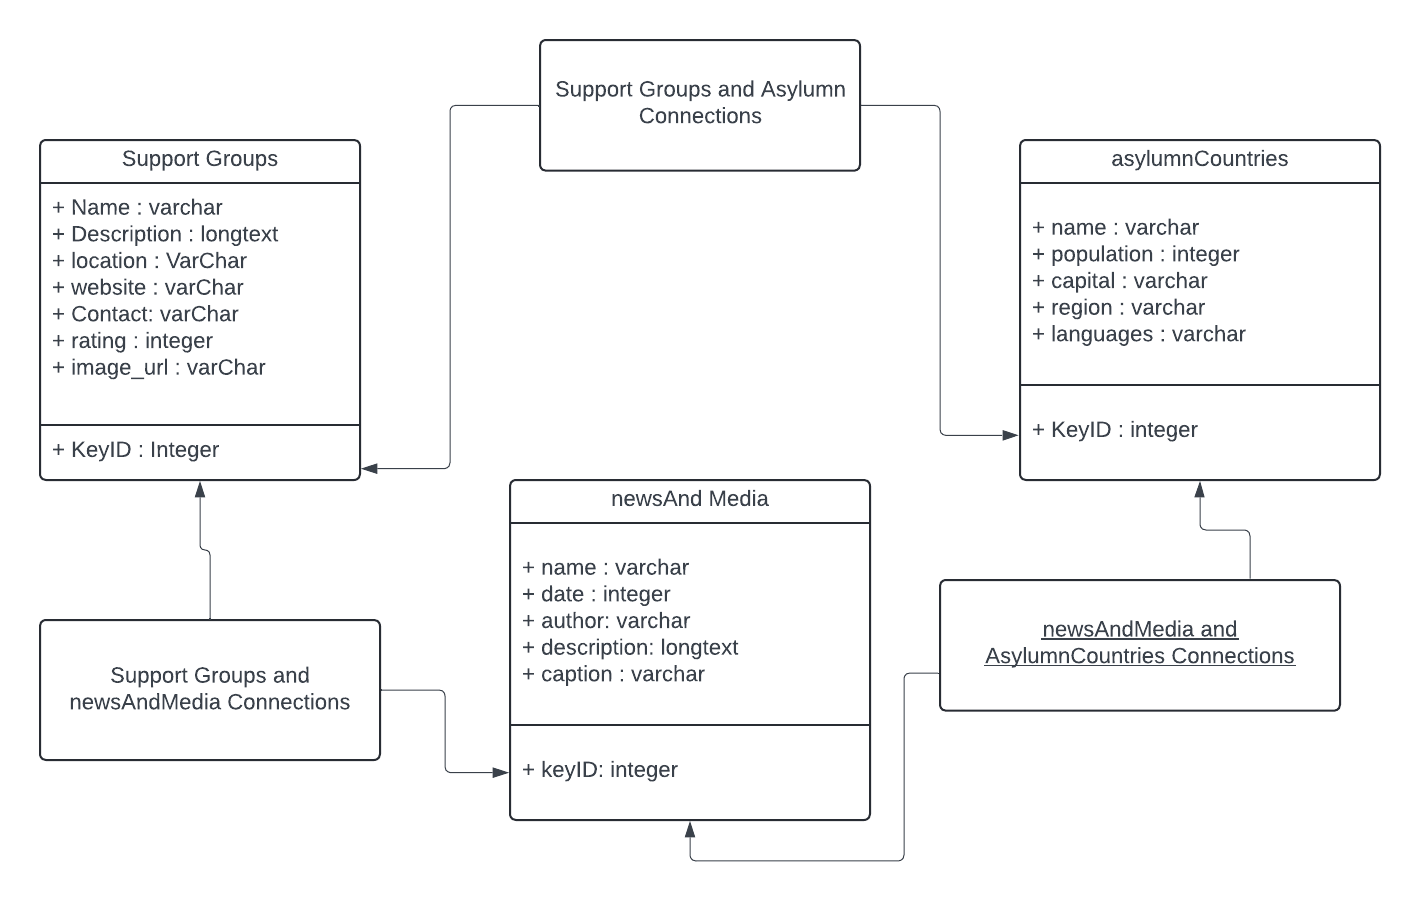 Support Groups and Asylumn
Connections
Support Groups
+ Name : varchar
+ Description : longtext
+ location : VarChar
+ website : varChar
+ Contact: varChar
+ rating : integer
+ image_url : varChar
+ KeyID : Integer
asylumnCountries
+ name : varchar
+ population : integer
+ capital : varchar
+ region : varchar
+ languages : varchar
+ KeyID : integer
newsAnd Media
+ name : varchar
+ date : integer
+ author: varchar
+ description: longtext
+ caption : varchar
+ keyID: integer
Support Groups and
newsAndMedia Connections
newsAndMedia and
AsylumnCountries Connections